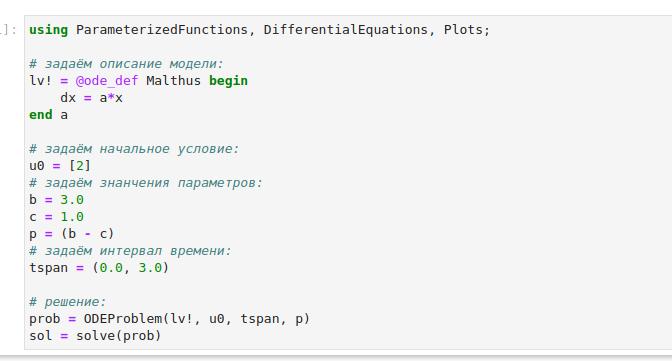 ]:
using ParameterizedFunctions, DifferentialEquations, Plots;
# задаём описание модели:
lv! = @ode_def Malthus begin
    dx = a*x
end a
# задаём начальное условие:
u0 = [2]
# задаём знанчения параметров:
b = 3.0
c = 1.0
p = (b - c)
# задаём интервал времени:
tspan = (0.0, 3.0)
# решение:
prob = ODEProblem(lv!, u0, tspan, p)
sol = solve(prob)